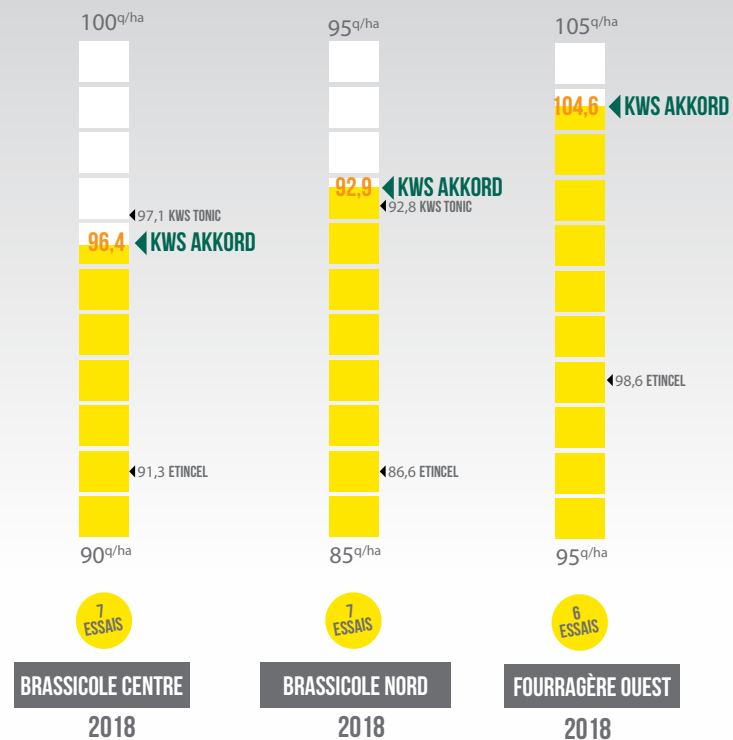 100q/ha
97,1 KWS TONIC
96,4 KWS AKKORD
91,3 ETINCEL
90q/ha
7
ESSAIS
BRASSICOLE CENTRE
2018
95q/ha
92,9 KWS AKKORD
92,8 KWS TONIC
86,6 ETINCEL
85q/ha
7
ESSAIS
BRASSICOLE NORD
2018
105q/ha
104,6 KWS AKKORD
98,6 ETINCEL
95q/ha
6
ESSAIS
FOURRAGÈRE OUEST
2018